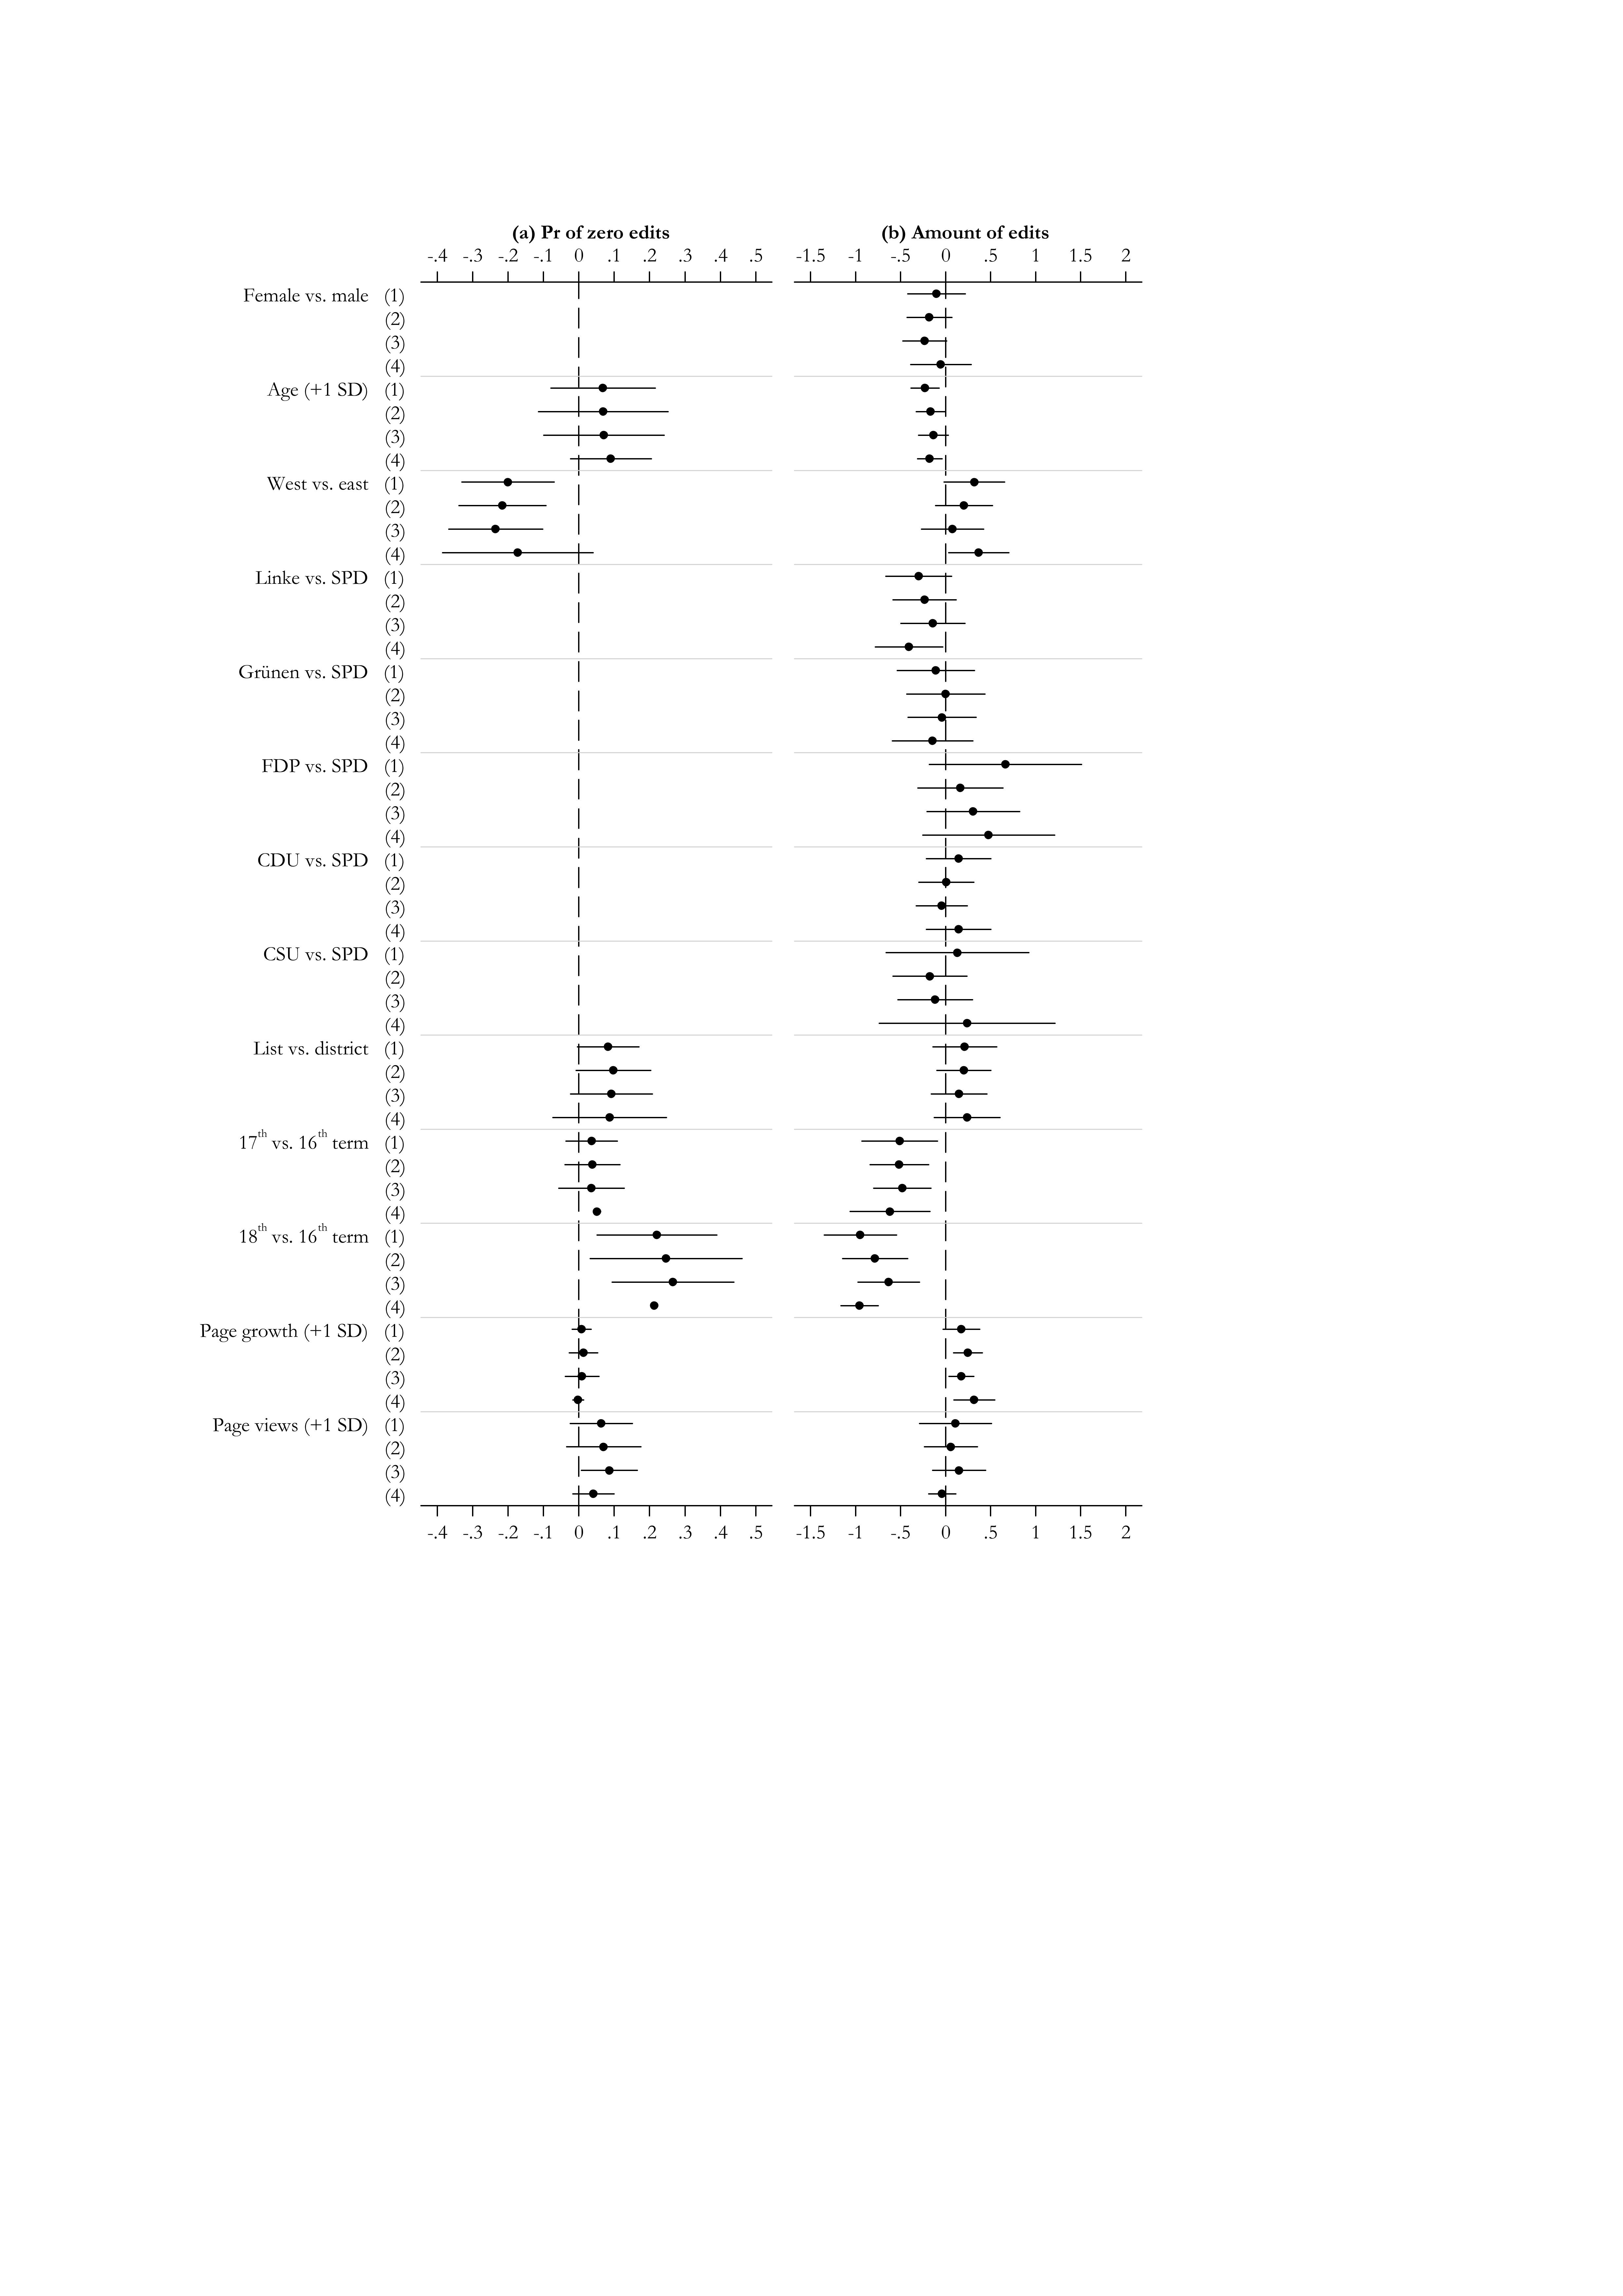 (a) Pr of zero edits (b) Amount of edits
-.4 -.3 -.2 -.1 0 .1 .2 .3 .4 .5 -1.5 -1 -.5 0 .5 1 1.5 2
Female vs. male (1)
(2)
(3)
(4)
Age (+1 SD) (1)
(2)
(3)
(4)
West vs. east (1)
(2)
(3)
(4)
Linke vs. SPD (1)
(2)
(3)
(4)
Grünen vs. SPD (1)
(2)
(3)
(4)
FDP vs. SPD (1)
(2)
(3)
(4)
CDU vs. SPD (1)
(2)
(3)
(4)
CSU vs. SPD (1)
(2)
(3)
(4)
List vs. district (1)
(2)
(3)
(4)
17th vs. 16th term (1)
(2)
(3)
(4)
18th vs. 16th term (1)
(2)
(3)
(4)
Page growth (+1 SD) (1)
(2)
(3)
(4)
Page views (+1 SD) (1)
(2)
(3)
(4)
-.4 -.3 -.2 -.1 0 .1 .2 .3 .4 .5 -1.5 -1 -.5 0 .5 1 1.5 2